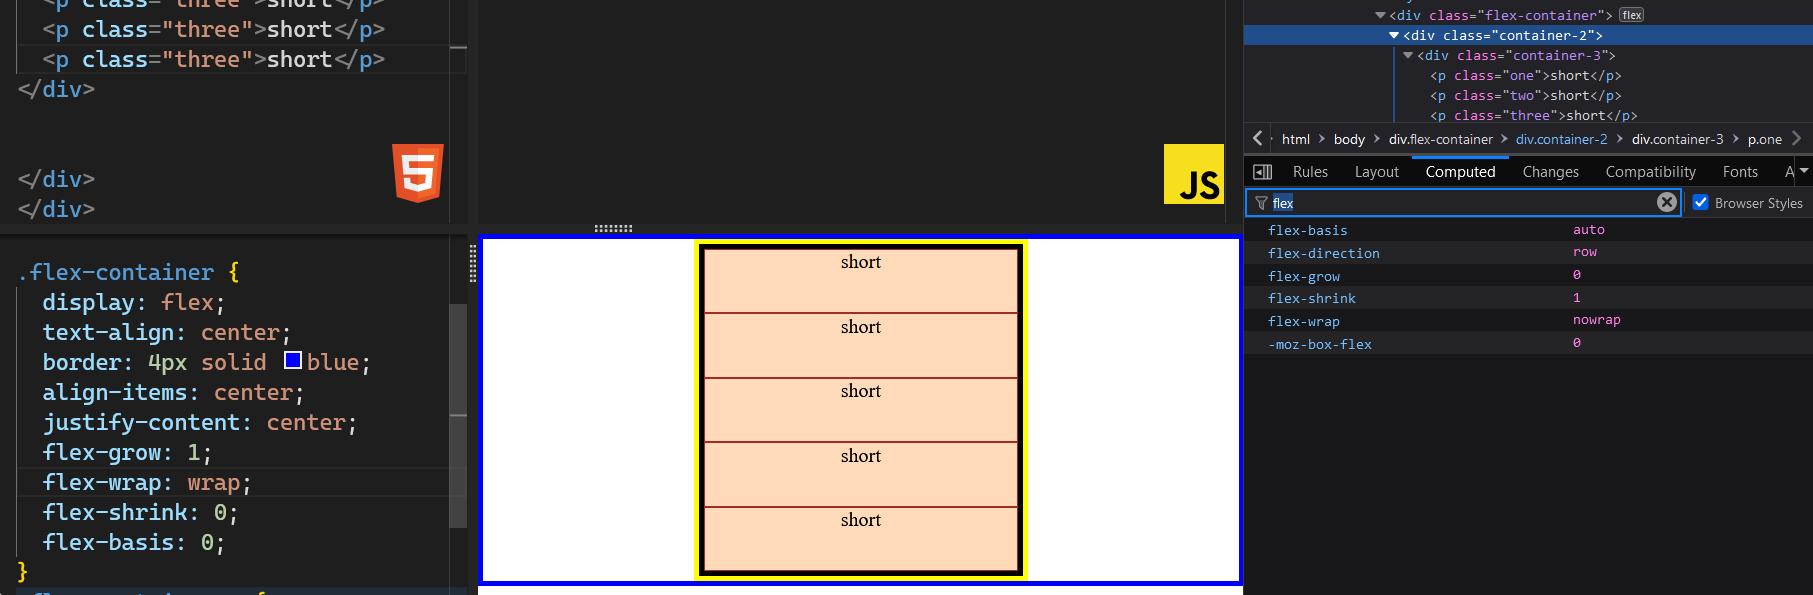 <p class="three">short</p>
<p class="three">short</p>
<p class="three">short</p>
</div>
</div>
</div>
5
JS
.flex-container {
display: flex;
text-align: center;
border: 4px solid blue;
align-items: center;
justify-content: center;
flex-grow: 1;
flex-wrap: wrap;
flex-shrink: 0;
flex-basis: 0;
}
short
short
short
short
short
<div class="flex-container"> flex
<div class="container-2">
<div class="container-3">
<p class="one">short</p>
<p class="two">short</p>
<p class="three">short</p>
html > body > div.flex-container > div.container-2 > div.container-3 > p.one
Rules Layout Computed Changes Compatibility Fonts A
flex Browser Styles
flex-basis auto
flex-direction row
flex-grow 0
flex-shrink 1
flex-wrap nowrap
-moz-box-flex 0